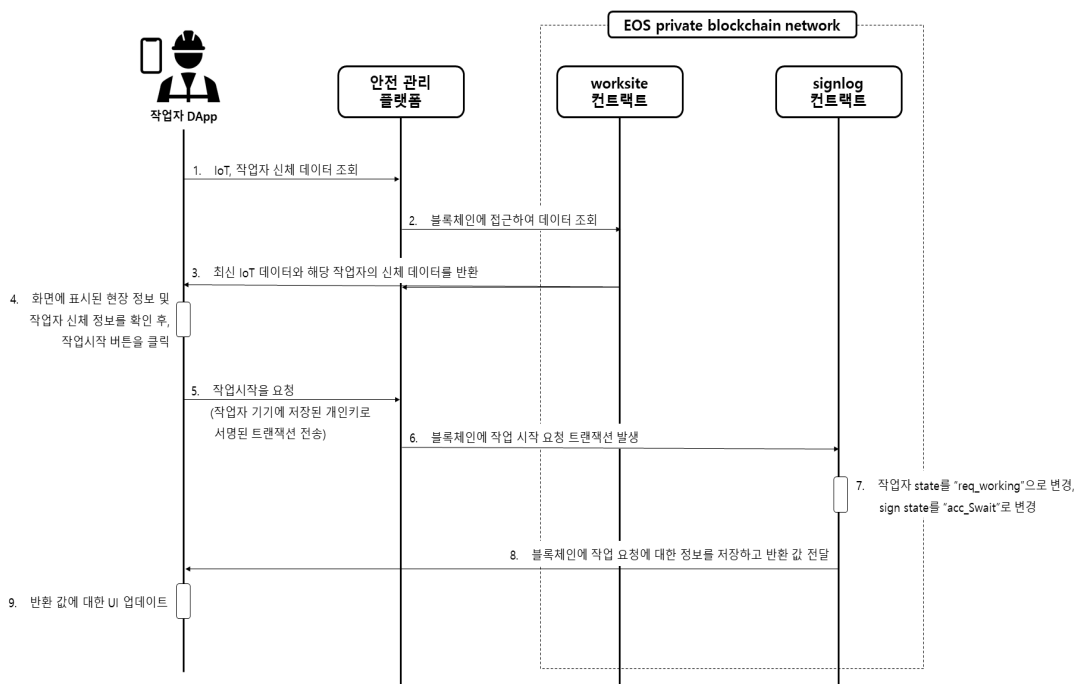 EOS private blockchain network
작업자 DApp
안전 관리
플랫폼
worksite
컨트랙트
signlog
컨트랙트
1. IoT, 작업자 신체 데이터 조회
2. 블록체인에 접근하여 데이터 조회
3. 최신 IoT 데이터와 해당 작업자의 신체 데이터를 반환
4. 화면에 표시된 현장 정보 및
작업자 신체 정보를 확인 후,
작업시작 버튼을 클릭
5. 작업시작을 요청
(작업자 기기에 저장된 개인키로
서명된 트랜잭션 전송)
6. 블록체인에 작업 시작 요청 트랜잭션 발생
7. 작업자 state를 “req_working”으로 변경,
sign state를 “acc_Swait”로 변경
8. 블록체인에 작업 요청에 대한 정보를 저장하고 반환 값 전달
9. 반환 값에 대한 UI 업데이트